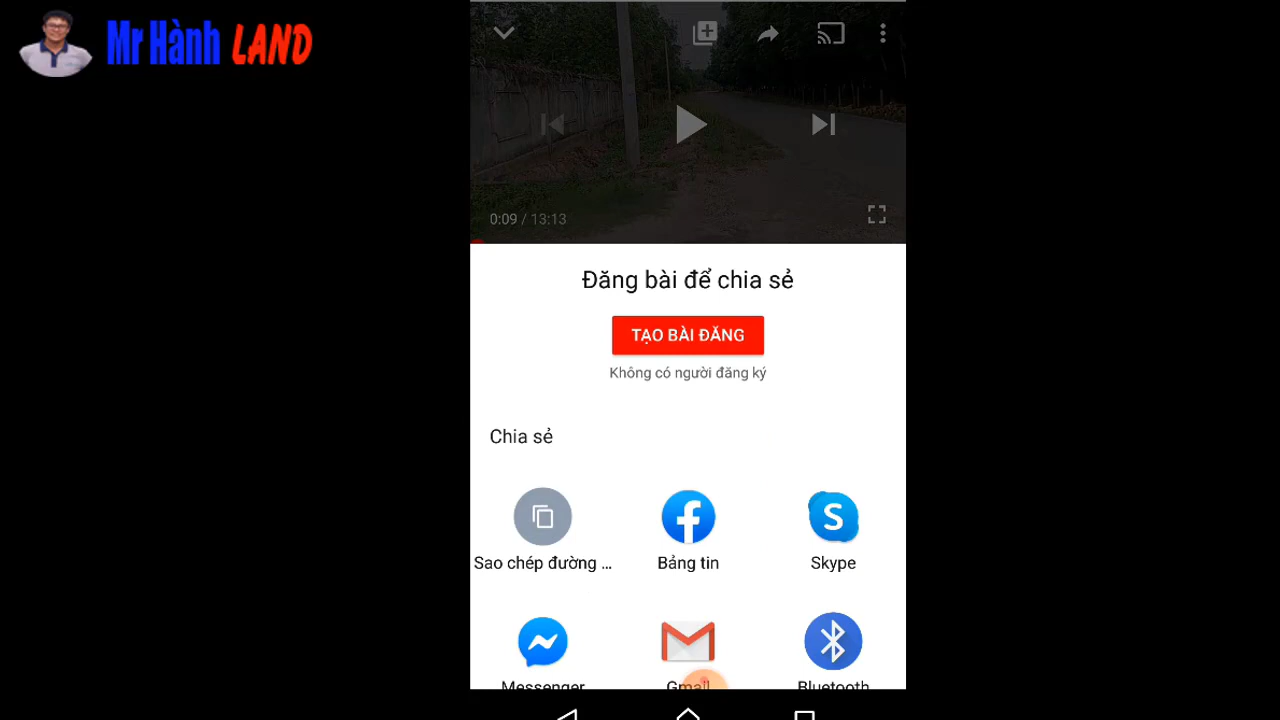 Mr Hành LAND
0:09 / 13:13
Đăng bài để chia sẻ
TẠO BÀI ĐĂNG
Không có người đăng ký
Chia sẻ
Sao chép đường ...
Bảng tin
Skype
Messenger
Gmail
Bluetooth